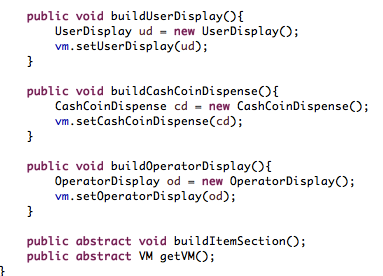 public void buildUserDisplay(){
UserDisplay ud = new UserDisplay();
vm.setUserDisplay(ud);
}
public void buildCashCoinDispense(){
CashCoinDispense cd = new CashCoinDispense();
vm.setCashCoinDispense(cd);
}
public void buildOperatorDisplay(){
OperatorDisplay od = new OperatorDisplay();
vm.setOperatorDisplay(od);
}
public abstract void buildItemSection();
public abstract VM getVM();
}